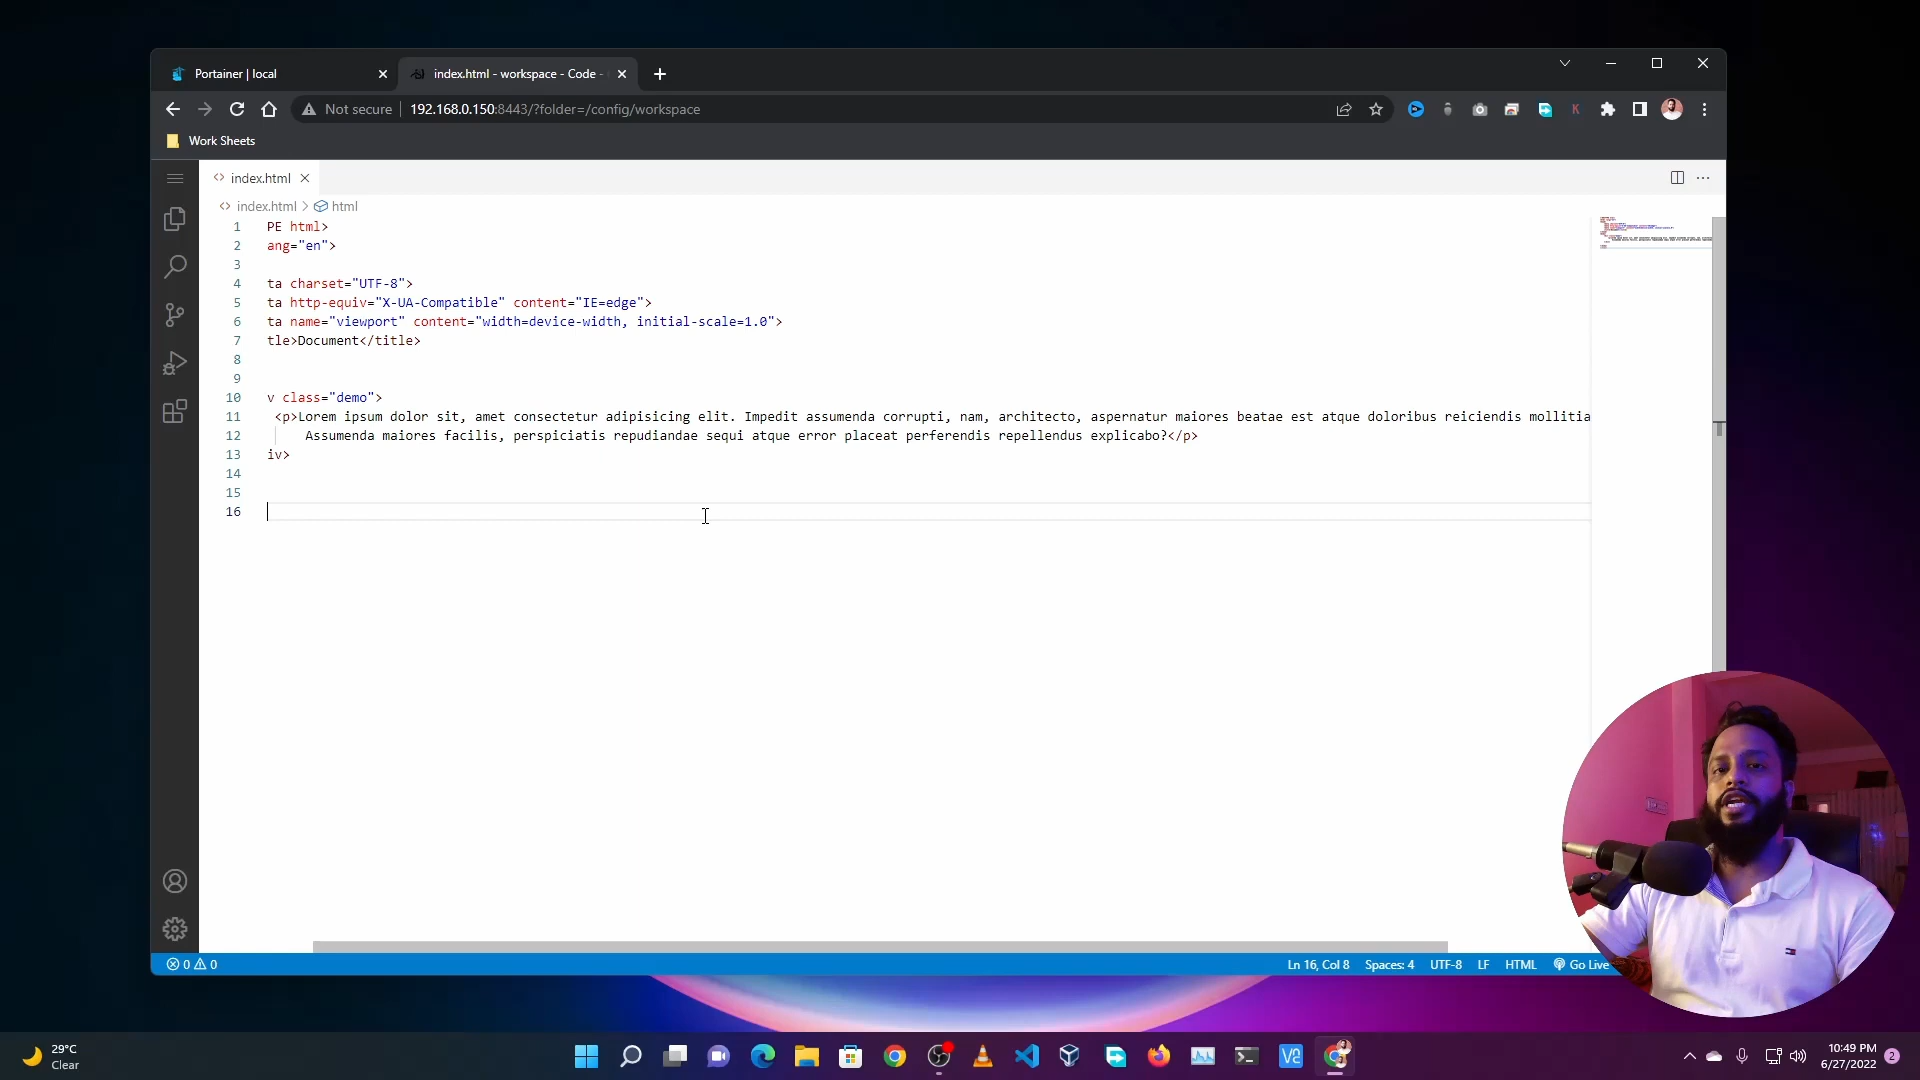 Portainer | local
index.html - workspace - Code -
Not secure | 192.168.0.150:8443/?folder=/config/workspace
K
Work Sheets
index.html
index.html > html
1 PE html>
2 ang="en">
3
4 ta charset="UTF-8">
5 ta http-equiv="X-UA-Compatible" content="IE=edge">
6 ta name="viewport" content="width=device-width, initial-scale=1.0">
7 tle>Document</title>
8
9
10 v class="demo">
11 <p>Lorem ipsum dolor sit, amet consectetur adipisicing elit. Impedit assumenda corrupti, nam, architecto, aspernatur maiores beatae est atque doloribus reiciendis mollitia
12 Assumenda maiores facilis, perspiciatis repudiandae sequi atque error placeat perferendis repellendus explicabo?</p>
13 iv>
14
15
16
0 0 Ln 16, Col 8 Spaces: 4 UTF-8 LF HTML Go Live
29°C
Clear
10:49 PM
6/27/2022
2